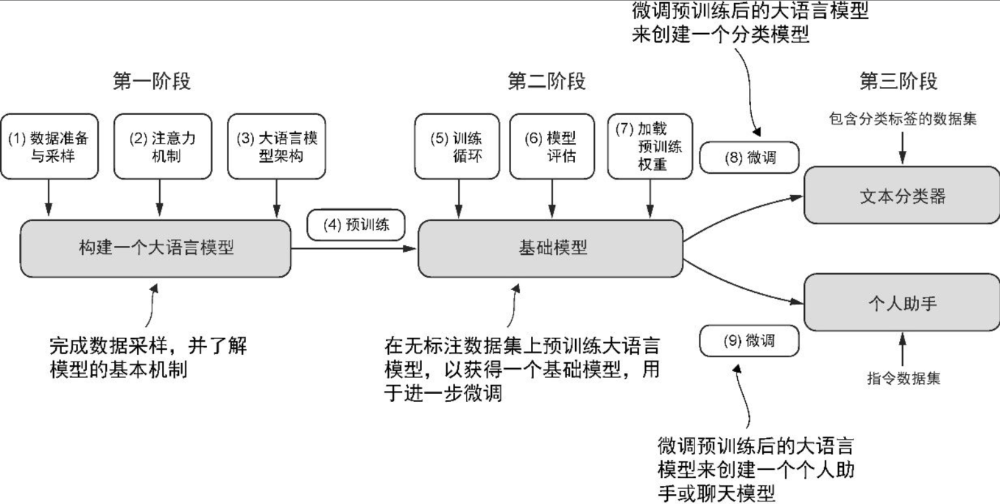 微调预训练后的大语言模型
来创建一个分类模型
第一阶段
第二阶段
第三阶段
(1) 数据准备
与采样
(2) 注意力
机制
(3) 大语言模
型架构
(5) 训练
循环
(6) 模型
评估
(7) 加载
预训练
权重
包含分类标签的数据集
(8) 微调
文本分类器
(4) 预训练
构建一个大语言模型
基础模型
个人助手
(9) 微调
完成数据采样，并了解
模型的基本机制
在无标注数据集上预训练大语言
模型，以获得一个基础模型，用
于进一步微调
指令数据集
微调预训练后的大语言
模型来创建一个个人助
手或聊天模型